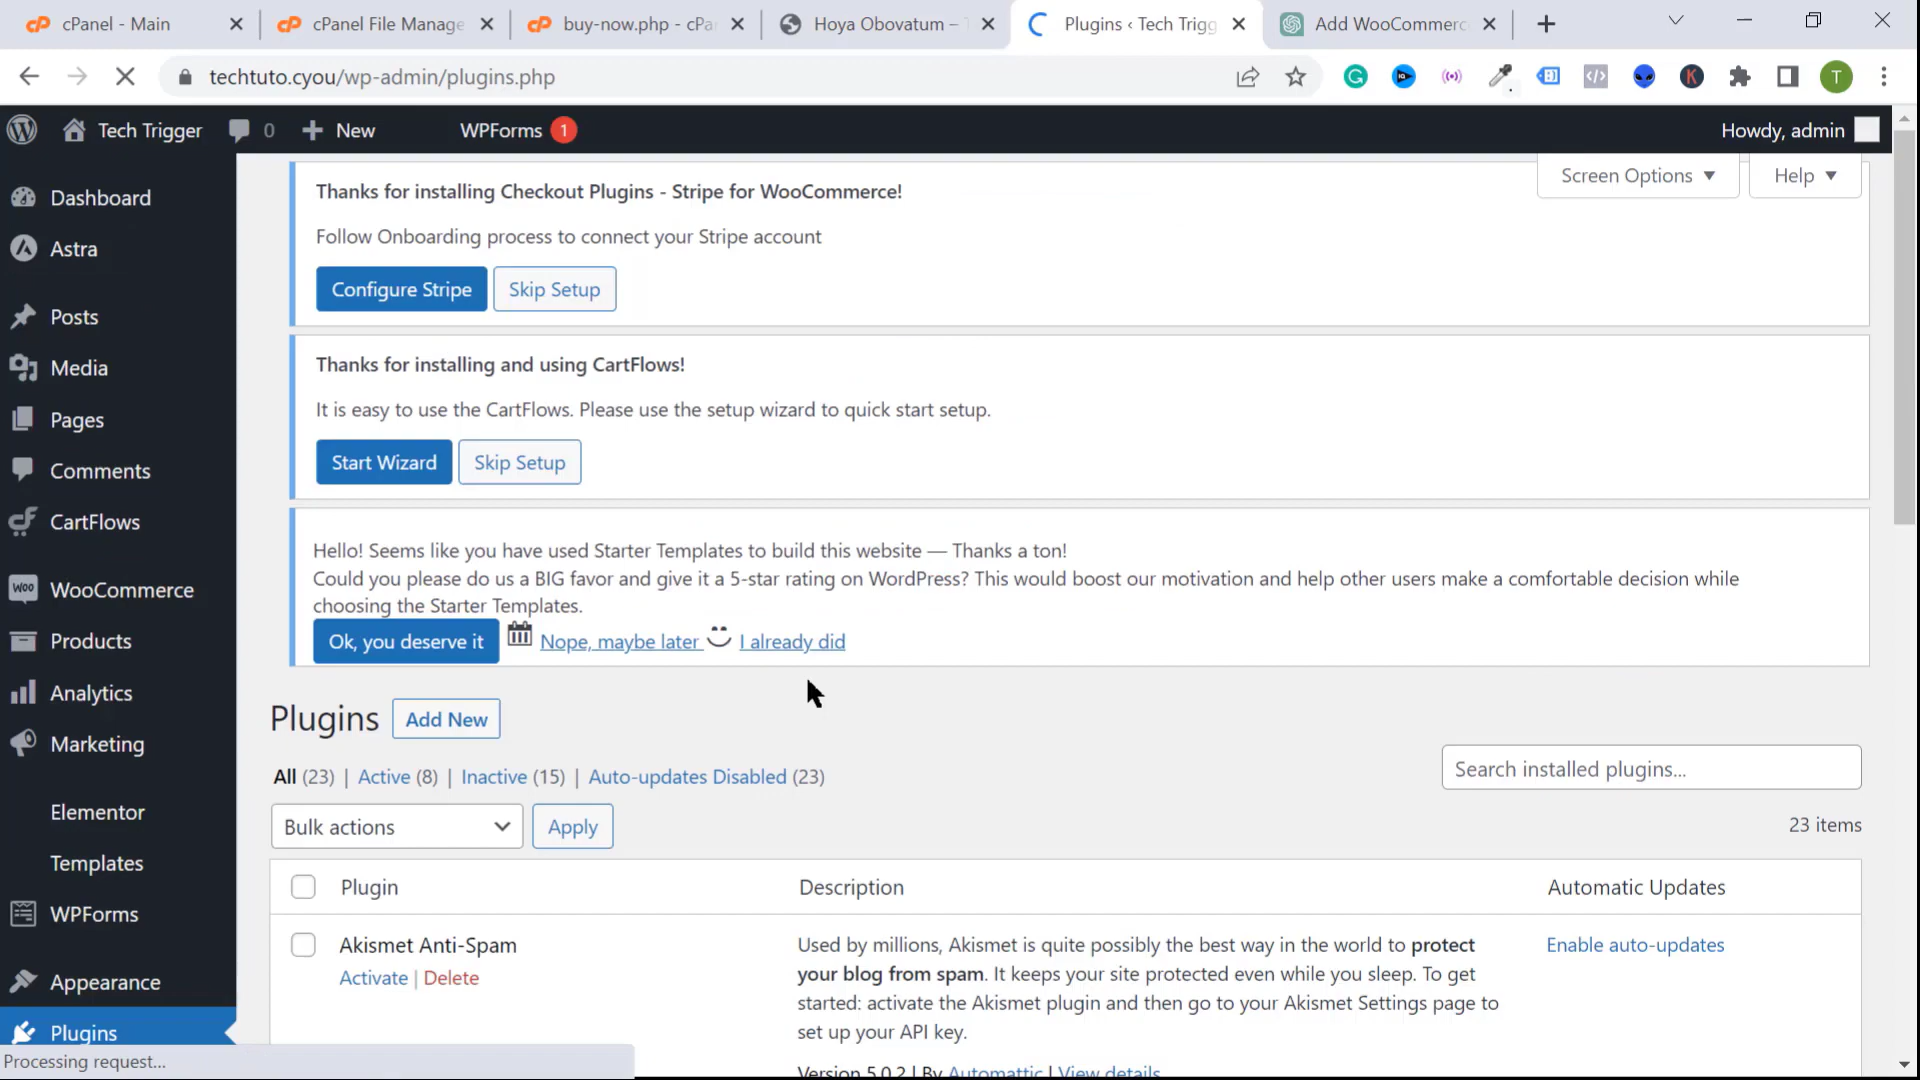 cPanel - Main
cPanel File Manage
buy-now.php - cPa
Hoya Obovatum –
Plugins ‹ Tech Trigg
Add WooCommerc
techtuto.cyou/wp-admin/plugins.php
T
Tech Trigger
0
New
WPForms 1
Howdy, admin
Screen Options
Help
Dashboard
Astra
Posts
Media
Pages
Comments
CartFlows
WooCommerce
Products
Analytics
Marketing
Elementor
Templates
WPForms
Appearance
Plugins
Processing request...
Thanks for installing Checkout Plugins - Stripe for WooCommerce!
Follow Onboarding process to connect your Stripe account
Configure Stripe
Skip Setup
Thanks for installing and using CartFlows!
It is easy to use the CartFlows. Please use the setup wizard to quick start setup.
Start Wizard
Skip Setup
Hello! Seems like you have used Starter Templates to build this website — Thanks a ton!
Could you please do us a BIG favor and give it a 5-star rating on WordPress? This would boost our motivation and help other users make a comfortable decision while
choosing the Starter Templates.
Ok, you deserve it
Nope, maybe later
I already did
Plugins
Add New
All (23) | Active (8) | Inactive (15) | Auto-updates Disabled (23)
Search installed plugins...
Bulk actions
Apply
23 items
Plugin
Description
Automatic Updates
Akismet Anti-Spam
Activate | Delete
Used by millions, Akismet is quite possibly the best way in the world to protect
your blog from spam. It keeps your site protected even while you sleep. To get
started: activate the Akismet plugin and then go to your Akismet Settings page to
set up your API key.
Version 5.0.2 | By Automattic | View details
Enable auto-updates